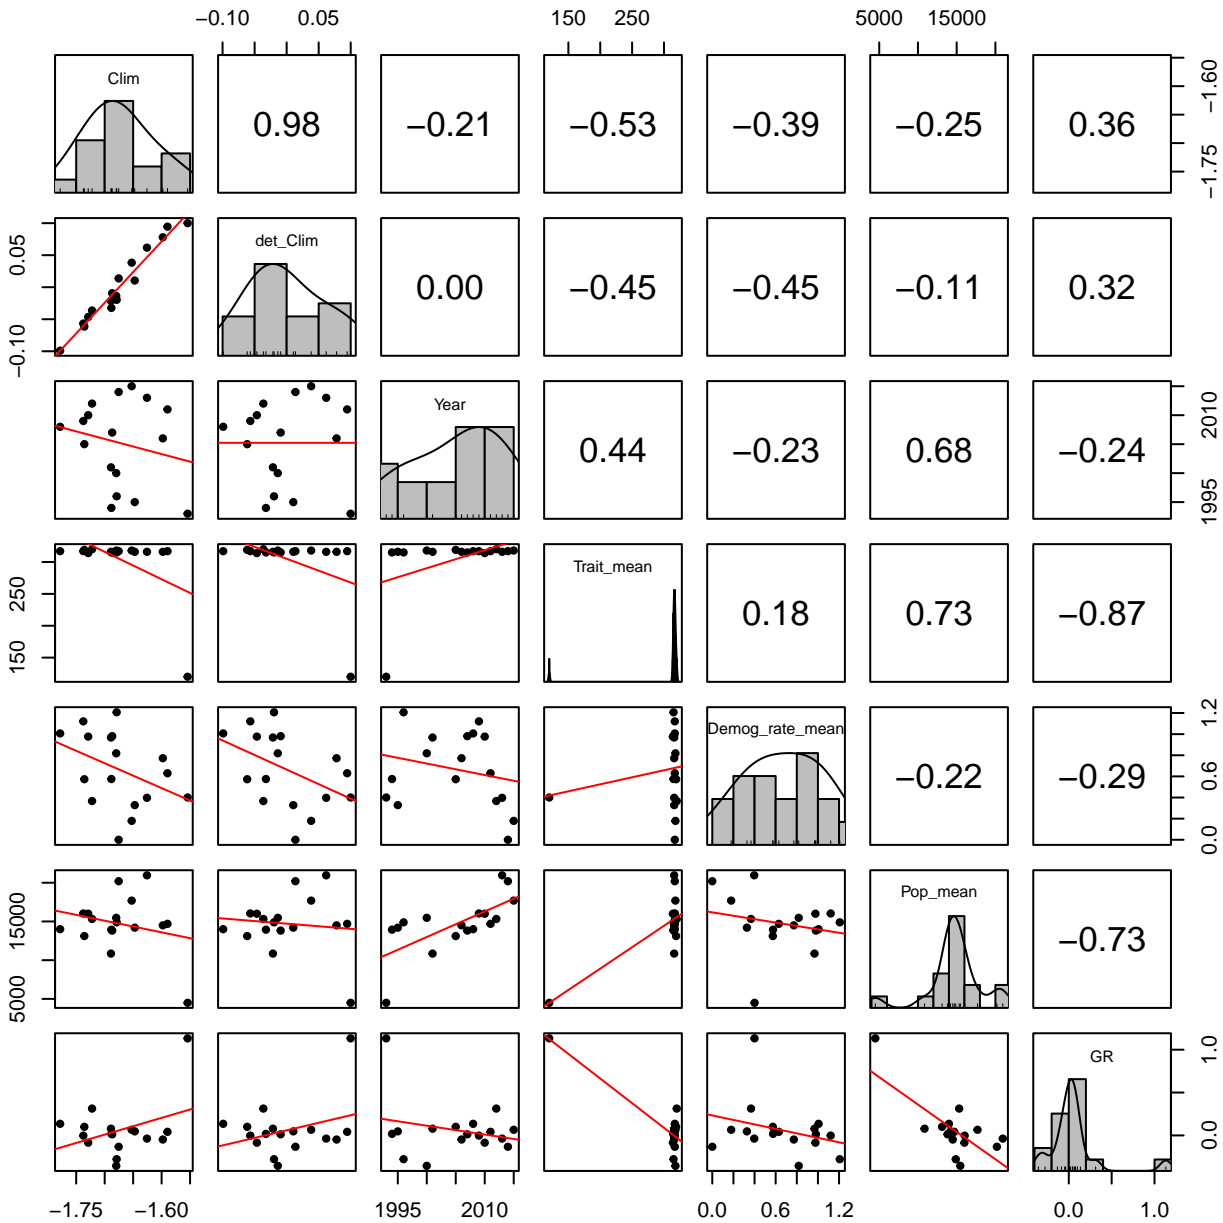 −0.10 0.05 150 250 5000 15000
Clim 0.98 −0.21 −0.53 −0.39 −0.25 0.36 −1.75 −1.60
−0.10 0.05 det_Clim 0.00 −0.45 −0.45 −0.11 0.32
Year 0.44 −0.23 0.68 −0.24 1995 2010
150 250 Trait_mean 0.18 0.73 −0.87
Demog_rate_mean −0.22 −0.29 0.0 0.6 1.2
5000 15000 Pop_mean −0.73
GR 0.0 1.0
−1.75 −1.60 1995 2010 0.0 0.6 1.2 0.0 1.0